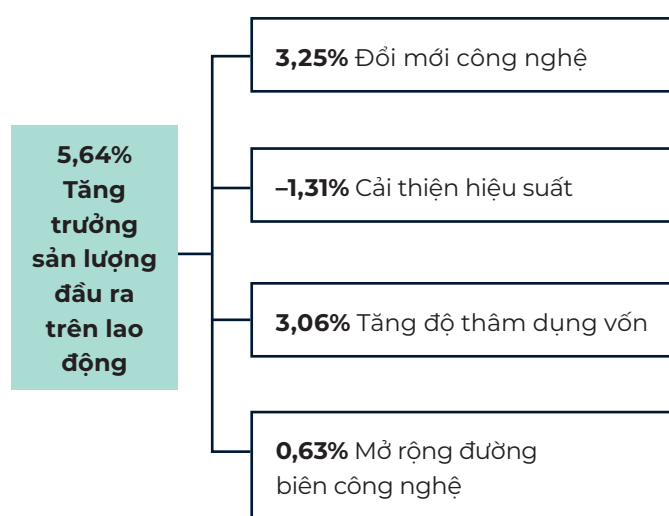 5,64%
Tăng
trưởng
sản lượng
đầu ra
trên lao
động
3,25% Đổi mới công nghệ
–1,31% Cải thiện hiệu suất
3,06% Tăng độ thâm dụng vốn
0,63% Mở rộng đường
biên công nghệ